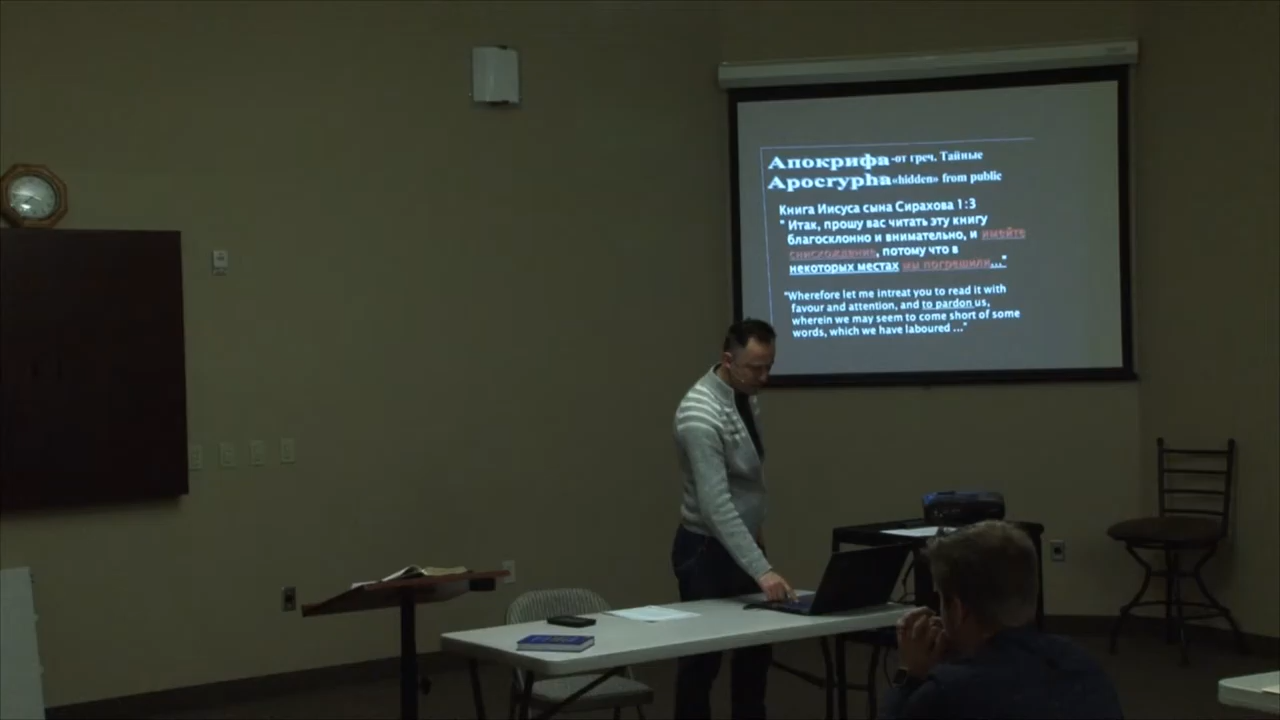 Апокрифа -от греч. Тайные
Apocrypha «hidden» from public
Книга Иисуса сына Сирахова 1:3
" Итак, прошу вас читать эту книгу
благосклонно и внимательно, и имейте
снисхождение, потому что в
некоторых местах мы погрешили..."
"Wherefore let me intreat you to read it with
favour and attention, and to pardon us,
wherein we may seem to come short of some
words, which we have laboured ..."